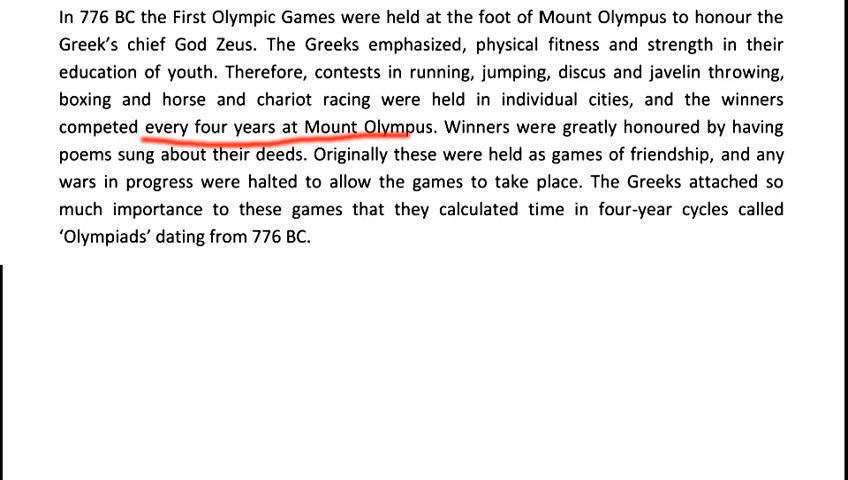 In 776 BC the First Olympic Games were held at the foot of Mount Olympus to honour the
Greek’s chief God Zeus. The Greeks emphasized, physical fitness and strength in their
education of youth. Therefore, contests in running, jumping, discus and javelin throwing,
boxing and horse and chariot racing were held in individual cities, and the winners
competed every four years at Mount Olympus. Winners were greatly honoured by having
poems sung about their deeds. Originally these were held as games of friendship, and any
wars in progress were halted to allow the games to take place. The Greeks attached so
much importance to these games that they calculated time in four-year cycles called
‘Olympiads’ dating from 776 BC.